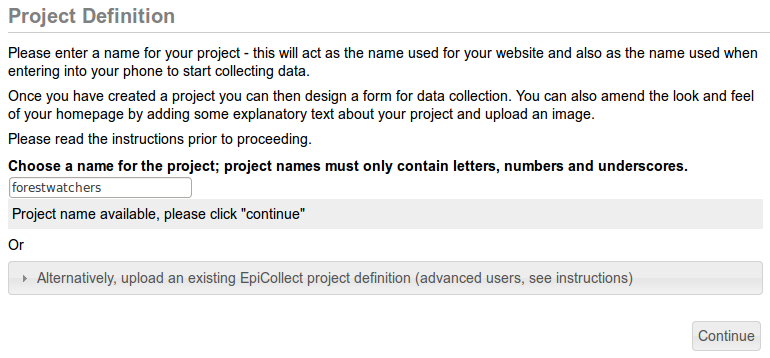 Project Definition
Please enter a name for your project - this will act as the name used for your website and also as the name used when
entering into your phone to start collecting data.
Once you have created a project you can then design a form for data collection. You can also amend the look and feel
of your homepage by adding some explanatory text about your project and upload an image.
Please read the instructions prior to proceeding.
Choose a name for the project; project names must only contain letters, numbers and underscores.
forestwatchers
Project name available, please click "continue"
Or
Alternatively, upload an existing EpiCollect project definition (advanced users, see instructions)
Continue